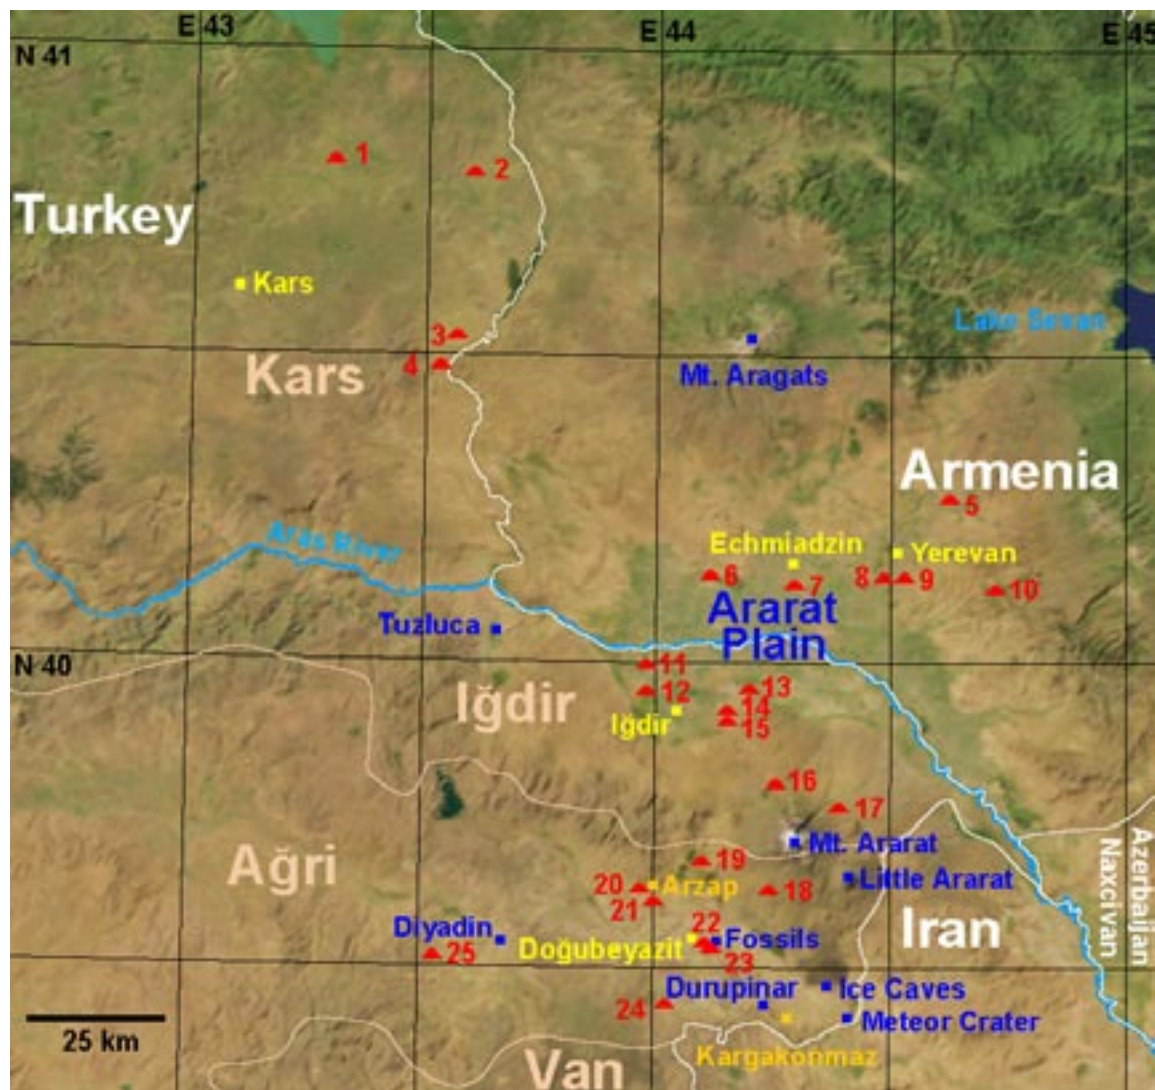 E 43
E 44
E 45
N 41
1
2
Turkey
Kars
Lake Sevan
3
4
Kars
Mt. Aragats
Armenia
5
Aras River
Echmiadzin
Yerevan
6
7
8
9
10
Ararat
Plain
Tuzluca
N 40
11
12
13
Iğdir
14
Iğdir
15
16
17
Mt. Ararat
Ağri
19
20
Arzap
18
Little Ararat
21
Azerbaijan
Naxcivan
Diyadin
22
Fossils
Iran
25
Doğubeyazit
23
Durupinar
Ice Caves
24
Meteor Crater
25 km
Kargakonmaz
Van